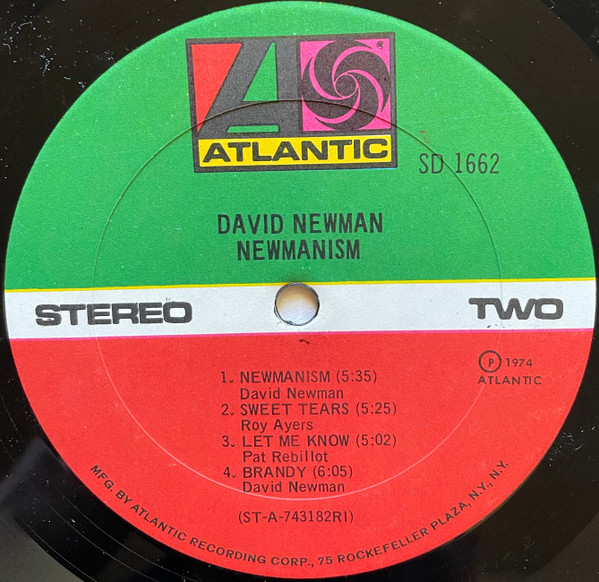 ATLANTIC
®
SD 1662
DAVID NEWMAN
NEWMANISM
STEREO
TWO
Ⓟ 1974
ATLANTIC
1. NEWMANISM (5:35)
David Newman
2. SWEET TEARS (5:25)
Roy Ayers
3. LET ME KNOW (5:02)
Pat Rebillot
4. BRANDY (6:05)
David Newman
(ST-A-743182RI)
MFG. BY ATLANTIC RECORDING CORP., 75 ROCKEFELLER PLAZA, N.Y., N.Y.